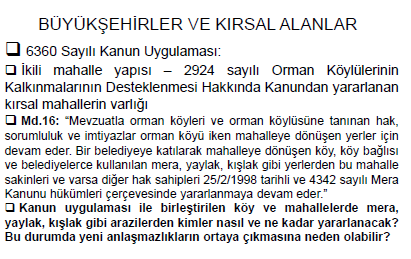 BÜYÜKŞEHİRLER VE KIRSAL ALANLAR
❑ 6360 Sayılı Kanun Uygulaması:
❑ İkili mahalle yapısı – 2924 sayılı Orman Köylülerinin
Kalkınmalarının Desteklenmesi Hakkında Kanundan yararlanan
kırsal mahallerin varlığı
❑ Md.16: “Mevzuatla orman köyleri ve orman köylüsüne tanınan hak,
sorumluluk ve imtiyazlar orman köyü iken mahalleye dönüşen yerler için
devam eder. Bir belediyeye katılarak mahalleye dönüşen köy, köy bağlısı
ve belediyelerce kullanılan mera, yaylak, kışlak gibi yerlerden bu mahalle
sakinleri ve varsa diğer hak sahipleri 25/2/1998 tarihli ve 4342 sayılı Mera
Kanunu hükümleri çerçevesinde yararlanmaya devam eder.”
❑ Kanun uygulaması ile birleştirilen köy ve mahallelerde mera,
yaylak, kışlak gibi arazilerden kimler nasıl ve ne kadar yararlanacak?
Bu durumda yeni anlaşmazlıkların ortaya çıkmasına neden olabilir?